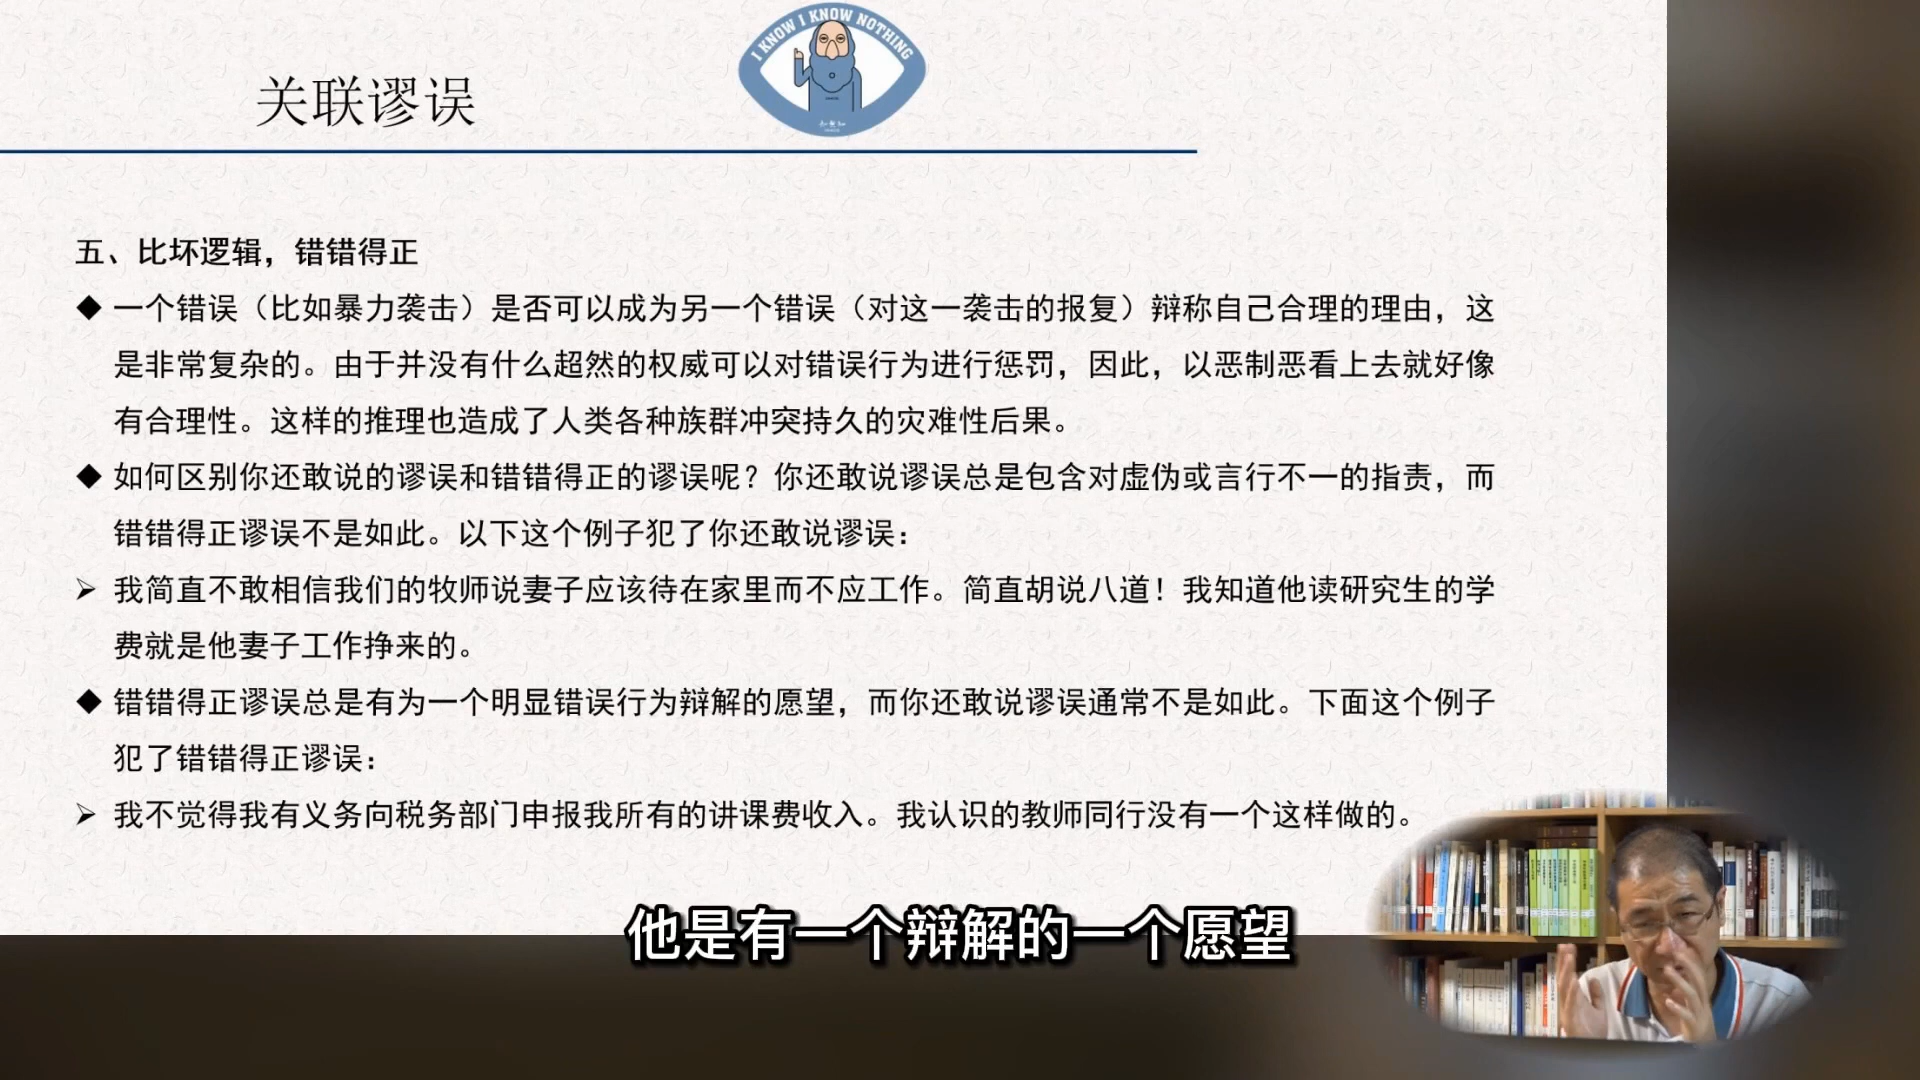 I KNOW I KNOW NOTHING
关联谬误
五、比坏逻辑，错错得正
◆ 一个错误（比如暴力袭击）是否可以成为另一个错误（对这一袭击的报复）辩称自己合理的理由，这
是非常复杂的。由于并没有什么超然的权威可以对错误行为进行惩罚，因此，以恶制恶看上去就好像
有合理性。这样的推理也造成了人类各种族群冲突持久的灾难性后果。
◆ 如何区别你还敢说的谬误和错错得正的谬误呢？你还敢说谬误总是包含对虚伪或言行不一的指责，而
错错得正谬误不是如此。以下这个例子犯了你还敢说谬误：
➢ 我简直不敢相信我们的牧师说妻子应该待在家里而不应工作。简直胡说八道！我知道他读研究生的学
费就是他妻子工作挣来的。
◆ 错错得正谬误总是有为一个明显错误行为辩解的愿望，而你还敢说谬误通常不是如此。下面这个例子
犯了错错得正谬误：
➢ 我不觉得我有义务向税务部门申报我所有的讲课费收入。我认识的教师同行没有一个这样做的。
他是有一个辩解的一个愿望